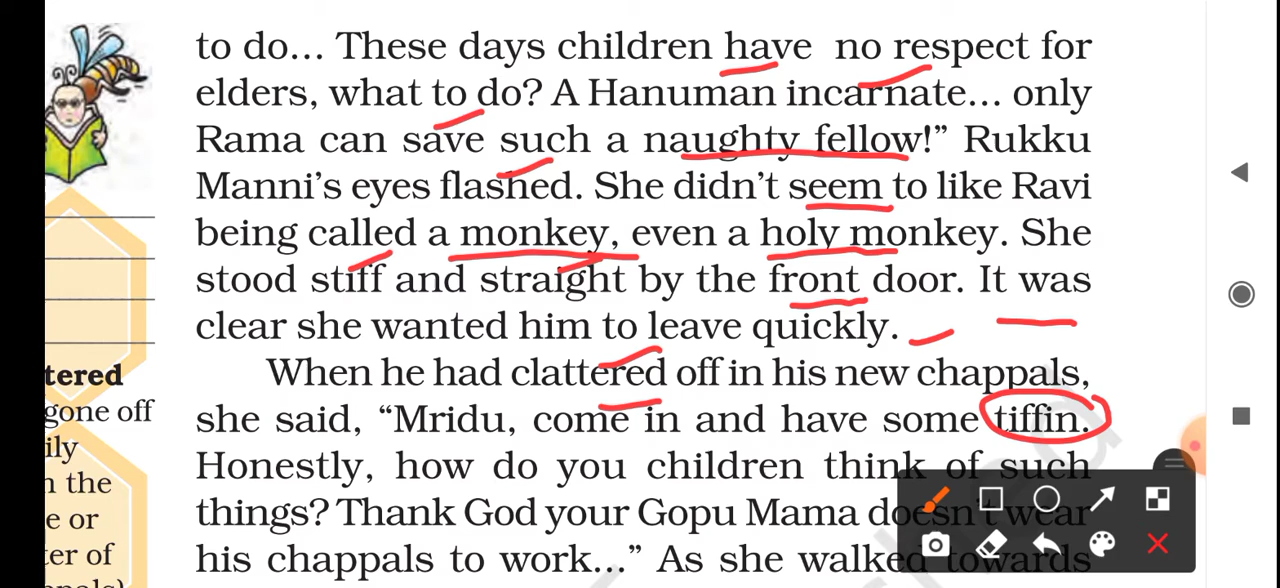 to do... These days children have no respect for
elders, what to do? A Hanuman incarnate... only
Rama can save such a naughty fellow!” Rukku
Manni’s eyes flashed. She didn’t seem to like Ravi
being called a monkey, even a holy monkey. She
stood stiff and straight by the front door. It was
clear she wanted him to leave quickly.
When he had clattered off in his new chappals,
she said, “Mridu, come in and have some tiffin.
Honestly, how do you children think of such
things? Thank God your Gopu Mama doesn’t wear
his chappals to work...” As she walked towards
tered
gone off
ily
n the
e or
ter of